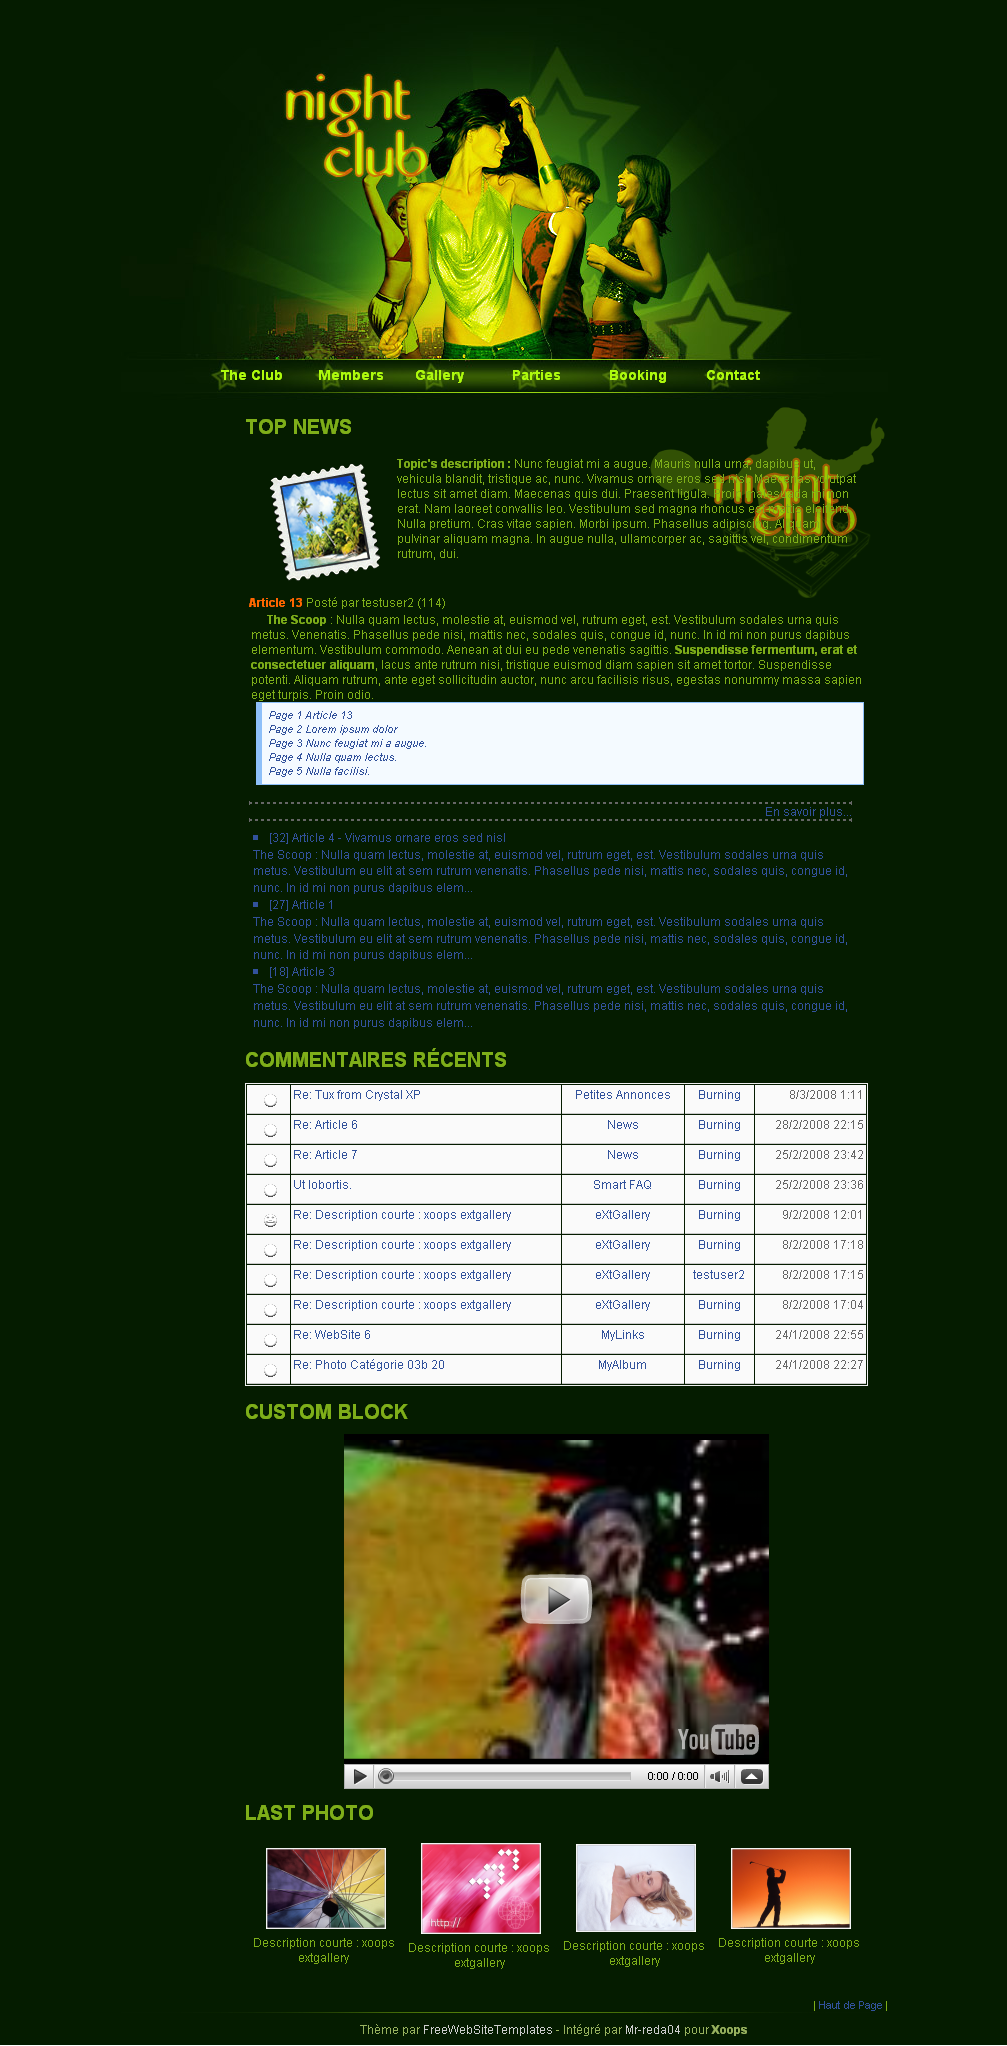 night
club
The Club Members Gallery Parties Booking Contact
TOP NEWS
Topic's description : Nunc feugiat mi a augue. Mauris nulla urna, dapibus ut,
vehicula blandit, tristique ac, nunc. Vivamus ornare eros sed nisl. Maecenas volutpat
lectus sit amet diam. Maecenas quis dui. Praesent ligula. Proin malesuada mi non
erat. Nam laoreet convallis leo. Vestibulum sed magna rhoncus est mattis eleifend.
Nulla pretium. Cras vitae sapien. Morbi ipsum. Phasellus adipiscing. Aliquam
pulvinar aliquam magna. In augue nulla, ullamcorper ac, sagittis vel, condimentum
rutrum, dui.
night
club
Article 13 Posté par testuser2 (114)
The Scoop : Nulla quam lectus, molestie at, euismod vel, rutrum eget, est. Vestibulum sodales urna quis
metus. Venenatis. Phasellus pede nisi, mattis nec, sodales quis, congue id, nunc. In id mi non purus dapibus
elementum. Vestibulum commodo. Aenean at dui eu pede venenatis sagittis. Suspendisse fermentum, erat et
consectetuer aliquam, lacus ante rutrum nisi, tristique euismod diam sapien sit amet tortor. Suspendisse
potenti. Aliquam rutrum, ante eget sollicitudin auctor, nunc arcu facilisis risus, egestas nonummy massa sapien
eget turpis. Proin odio.
Page 1 Article 13
Page 2 Lorem ipsum dolor
Page 3 Nunc feugiat mi a augue.
Page 4 Nulla quam lectus.
Page 5 Nulla facilisi.
En savoir plus...
[32] Article 4 - Vivamus ornare eros sed nisl
The Scoop : Nulla quam lectus, molestie at, euismod vel, rutrum eget, est. Vestibulum sodales urna quis
metus. Vestibulum eu elit at sem rutrum venenatis. Phasellus pede nisi, mattis nec, sodales quis, congue id,
nunc. In id mi non purus dapibus elem...
[27] Article 1
The Scoop : Nulla quam lectus, molestie at, euismod vel, rutrum eget, est. Vestibulum sodales urna quis
metus. Vestibulum eu elit at sem rutrum venenatis. Phasellus pede nisi, mattis nec, sodales quis, congue id,
nunc. In id mi non purus dapibus elem...
[18] Article 3
The Scoop : Nulla quam lectus, molestie at, euismod vel, rutrum eget, est. Vestibulum sodales urna quis
metus. Vestibulum eu elit at sem rutrum venenatis. Phasellus pede nisi, mattis nec, sodales quis, congue id,
nunc. In id mi non purus dapibus elem...
COMMENTAIRES RÉCENTS
Re: Tux from Crystal XP Petites Annonces Burning 8/3/2008 1:11
Re: Article 6 News Burning 28/2/2008 22:15
Re: Article 7 News Burning 25/2/2008 23:42
Ut lobortis. Smart FAQ Burning 25/2/2008 23:36
Re: Description courte : xoops extgallery eXtGallery Burning 9/2/2008 12:01
Re: Description courte : xoops extgallery eXtGallery Burning 8/2/2008 17:18
Re: Description courte : xoops extgallery eXtGallery testuser2 8/2/2008 17:15
Re: Description courte : xoops extgallery eXtGallery Burning 8/2/2008 17:04
Re: WebSite 6 MyLinks Burning 24/1/2008 22:55
Re: Photo Catégorie 03b 20 MyAlbum Burning 24/1/2008 22:27
CUSTOM BLOCK
YouTube
0:00 / 0:00
LAST PHOTO
http://
Description courte : xoops
extgallery
Description courte : xoops
extgallery
Description courte : xoops
extgallery
Description courte : xoops
extgallery
| Haut de Page |
Thème par FreeWebSiteTemplates - Intégré par Mr-reda04 pour Xoops